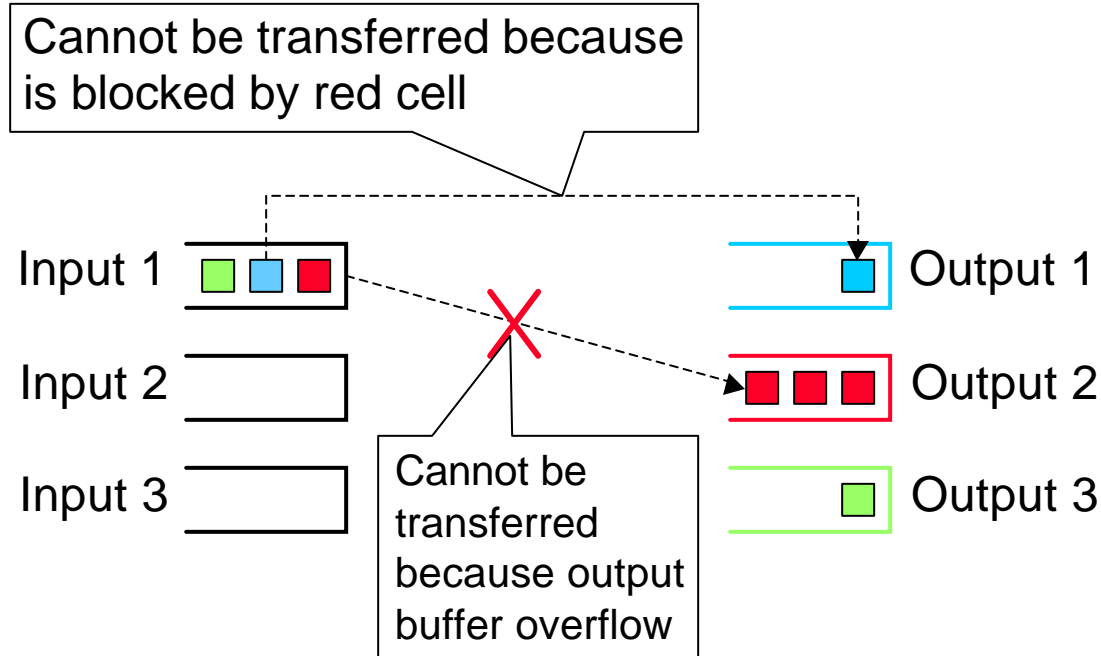 Cannot be transferred because
is blocked by red cell
Input 1
Output 1
Input 2
Output 2
Cannot be
transferred
because output
buffer overflow
Input 3
Output 3